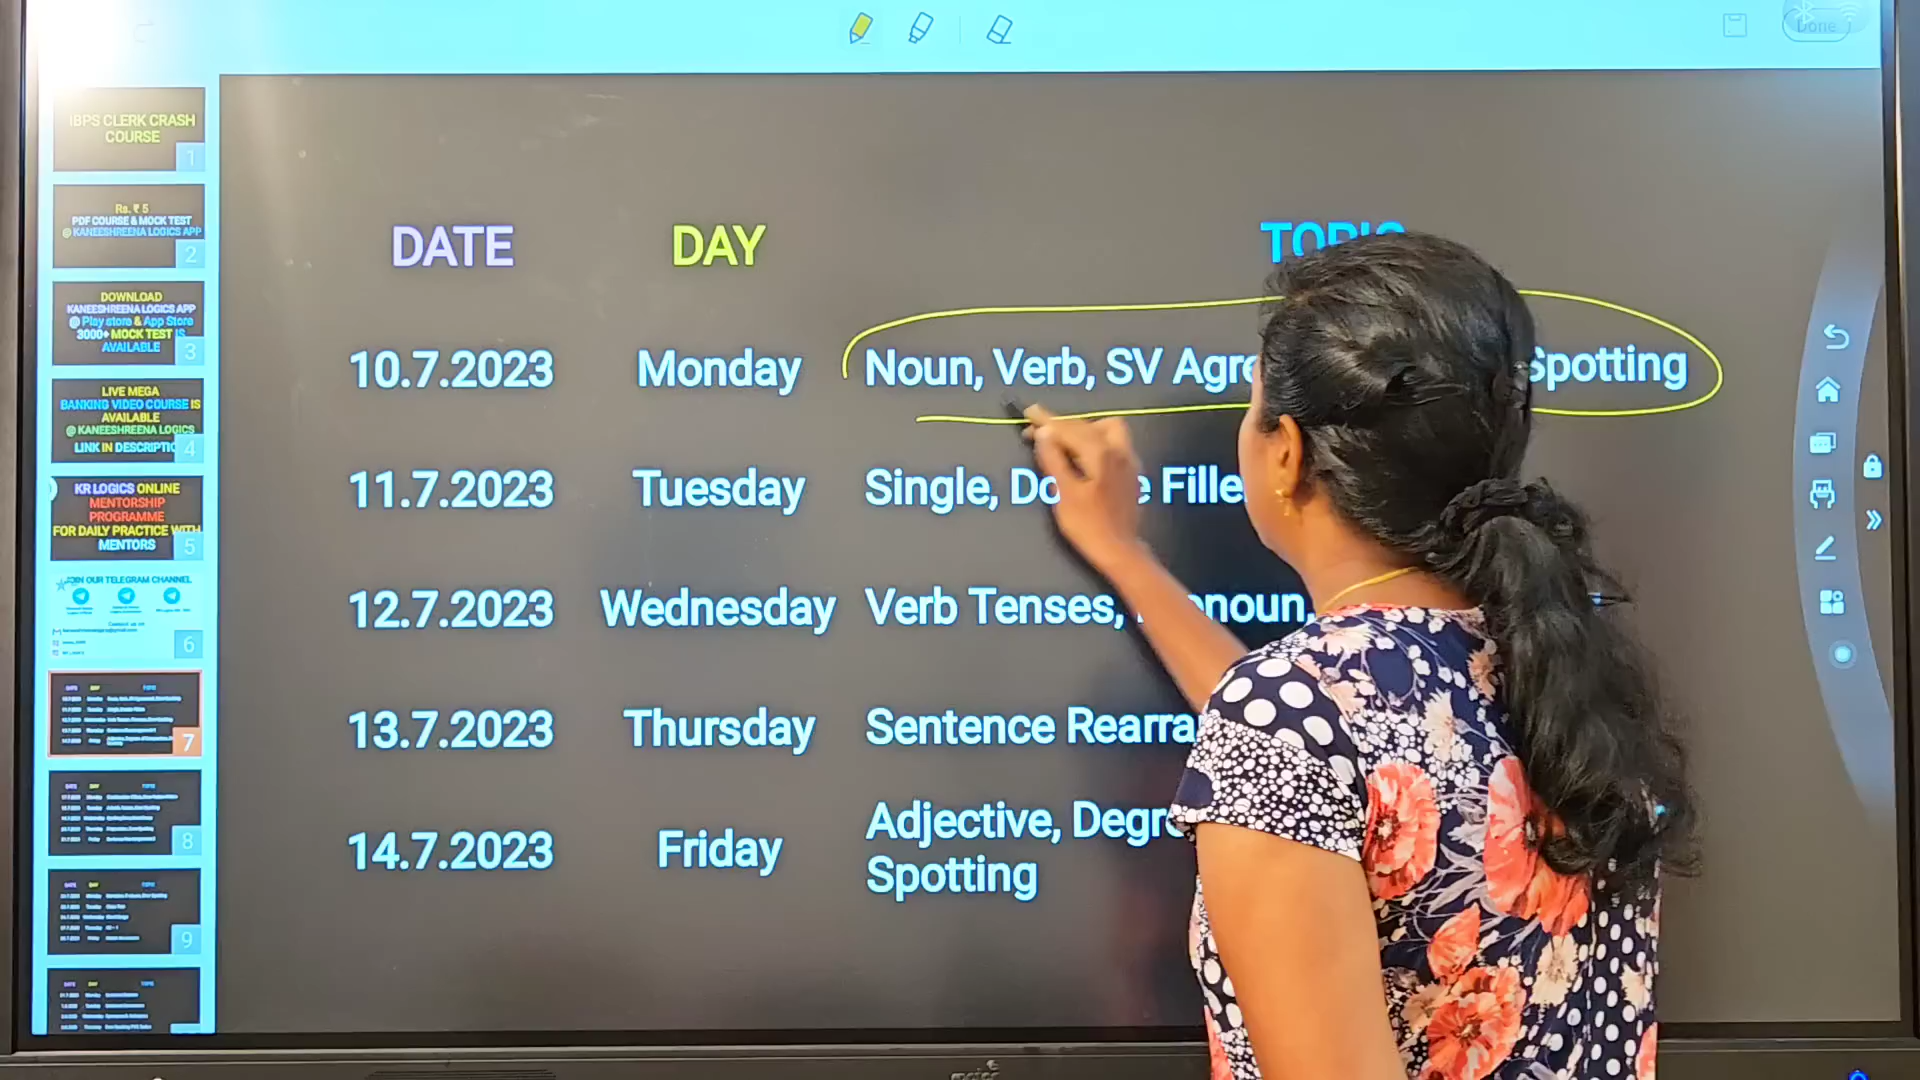 Done
IBPS CLERK CRASH
COURSE
1
Rs. ₹ 5
PDF COURSE & MOCK TEST
@ KANEESHREENA LOGICS APP
2
DOWNLOAD
KANEESHREENA LOGICS APP
@ Play store & App Store
3000+ MOCK TEST IS
AVAILABLE
3
LIVE MEGA
BANKING VIDEO COURSE IS
AVAILABLE
@ KANEESHREENA LOGICS
LINK IN DESCRIPTIO
4
KR LOGICS ONLINE
MENTORSHIP
PROGRAMME
FOR DAILY PRACTICE WITH
MENTORS
5
JOIN OUR TELEGRAM CHANNEL
6
7
8
9
DATE DAY TOPIC
10.7.2023 Monday Noun, Verb, SV Agre Spotting
11.7.2023 Tuesday Single, Do e Fille
12.7.2023 Wednesday Verb Tenses, onoun,
13.7.2023 Thursday Sentence Rearra
14.7.2023 Friday Adjective, Degre
Spotting